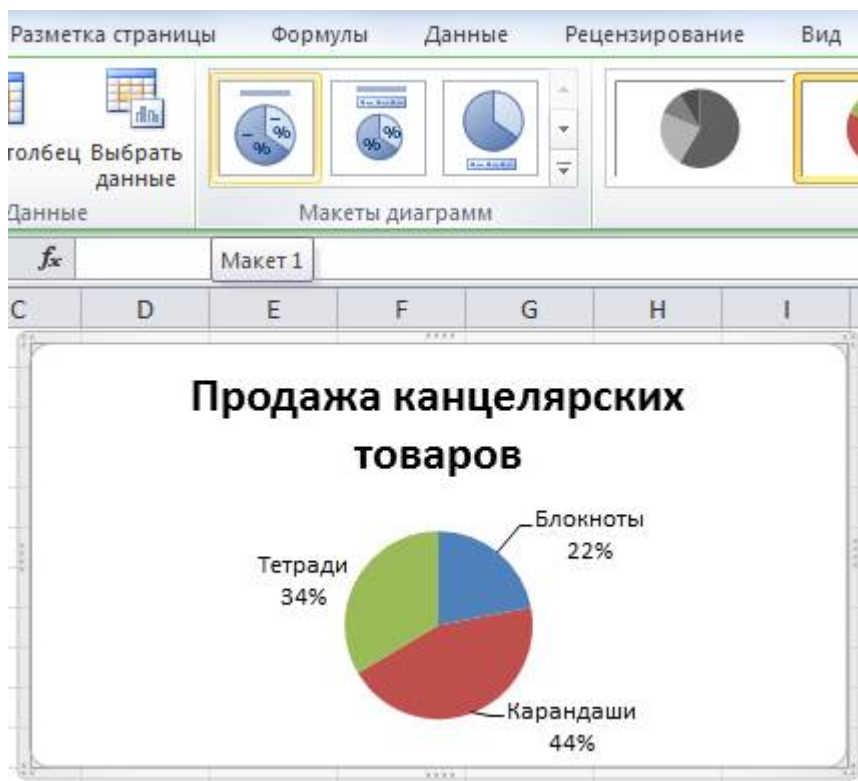 Разметка страницы Формулы Данные Рецензирование Вид
% % %
толбец Выбрать
данные
Данные Макеты диаграмм
fx Макет 1
C D E F G H I
Продажа канцелярских
товаров
Блокноты
22%
Тетради
34%
Карандаши
44%